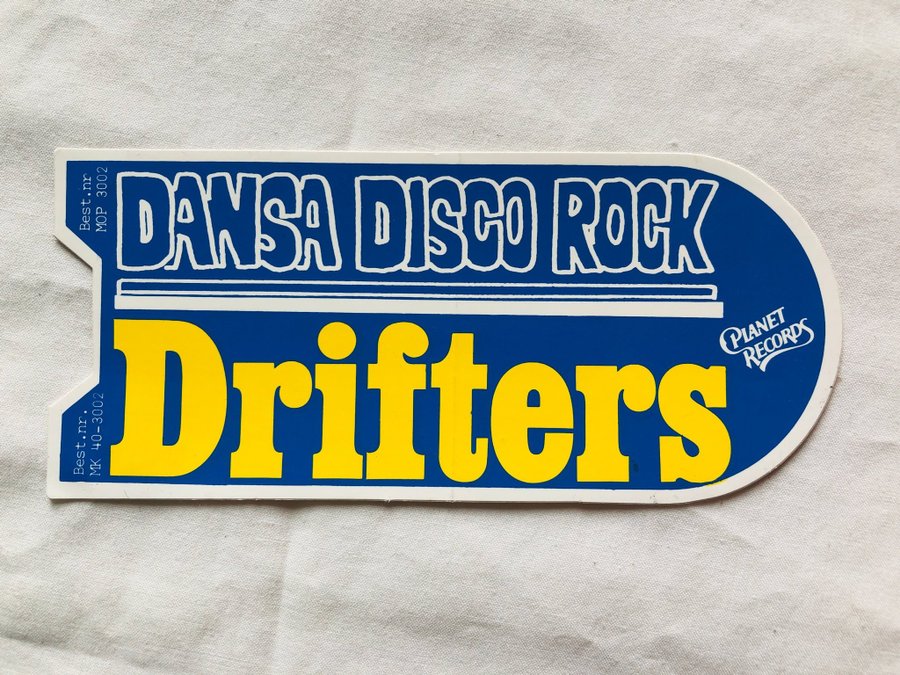 Best.nr
MOP 3002
DANSA DISCO ROCK
Drifters
PLANET
RECORDS
Best.nr.
MK 40-3002